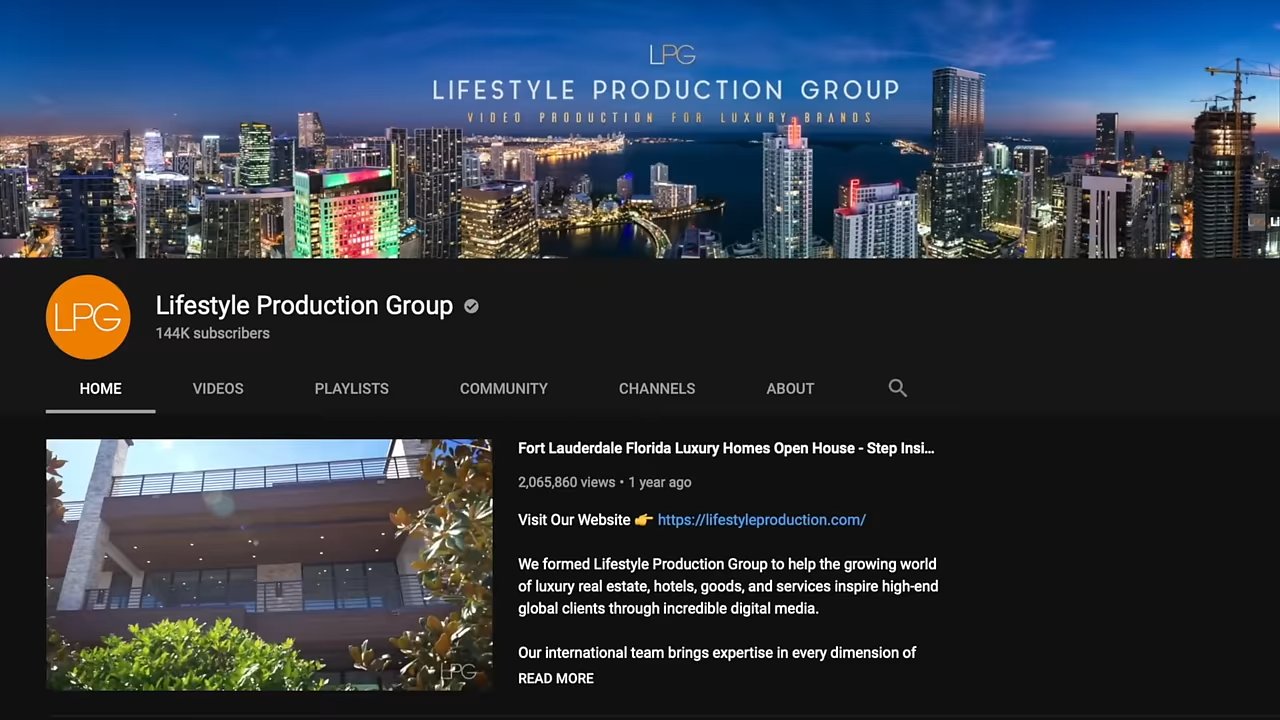 LPG
LIFESTYLE PRODUCTION GROUP
VIDEO PRODUCTION FOR LUXURY BRANDS
LPG
Lifestyle Production Group
144K subscribers
HOME VIDEOS PLAYLISTS COMMUNITY CHANNELS ABOUT
Fort Lauderdale Florida Luxury Homes Open House - Step Insi...
2,065,860 views • 1 year ago
Visit Our Website 👉 https://lifestyleproduction.com/
We formed Lifestyle Production Group to help the growing world
of luxury real estate, hotels, goods, and services inspire high-end
global clients through incredible digital media.
Our international team brings expertise in every dimension of
READ MORE
LPG